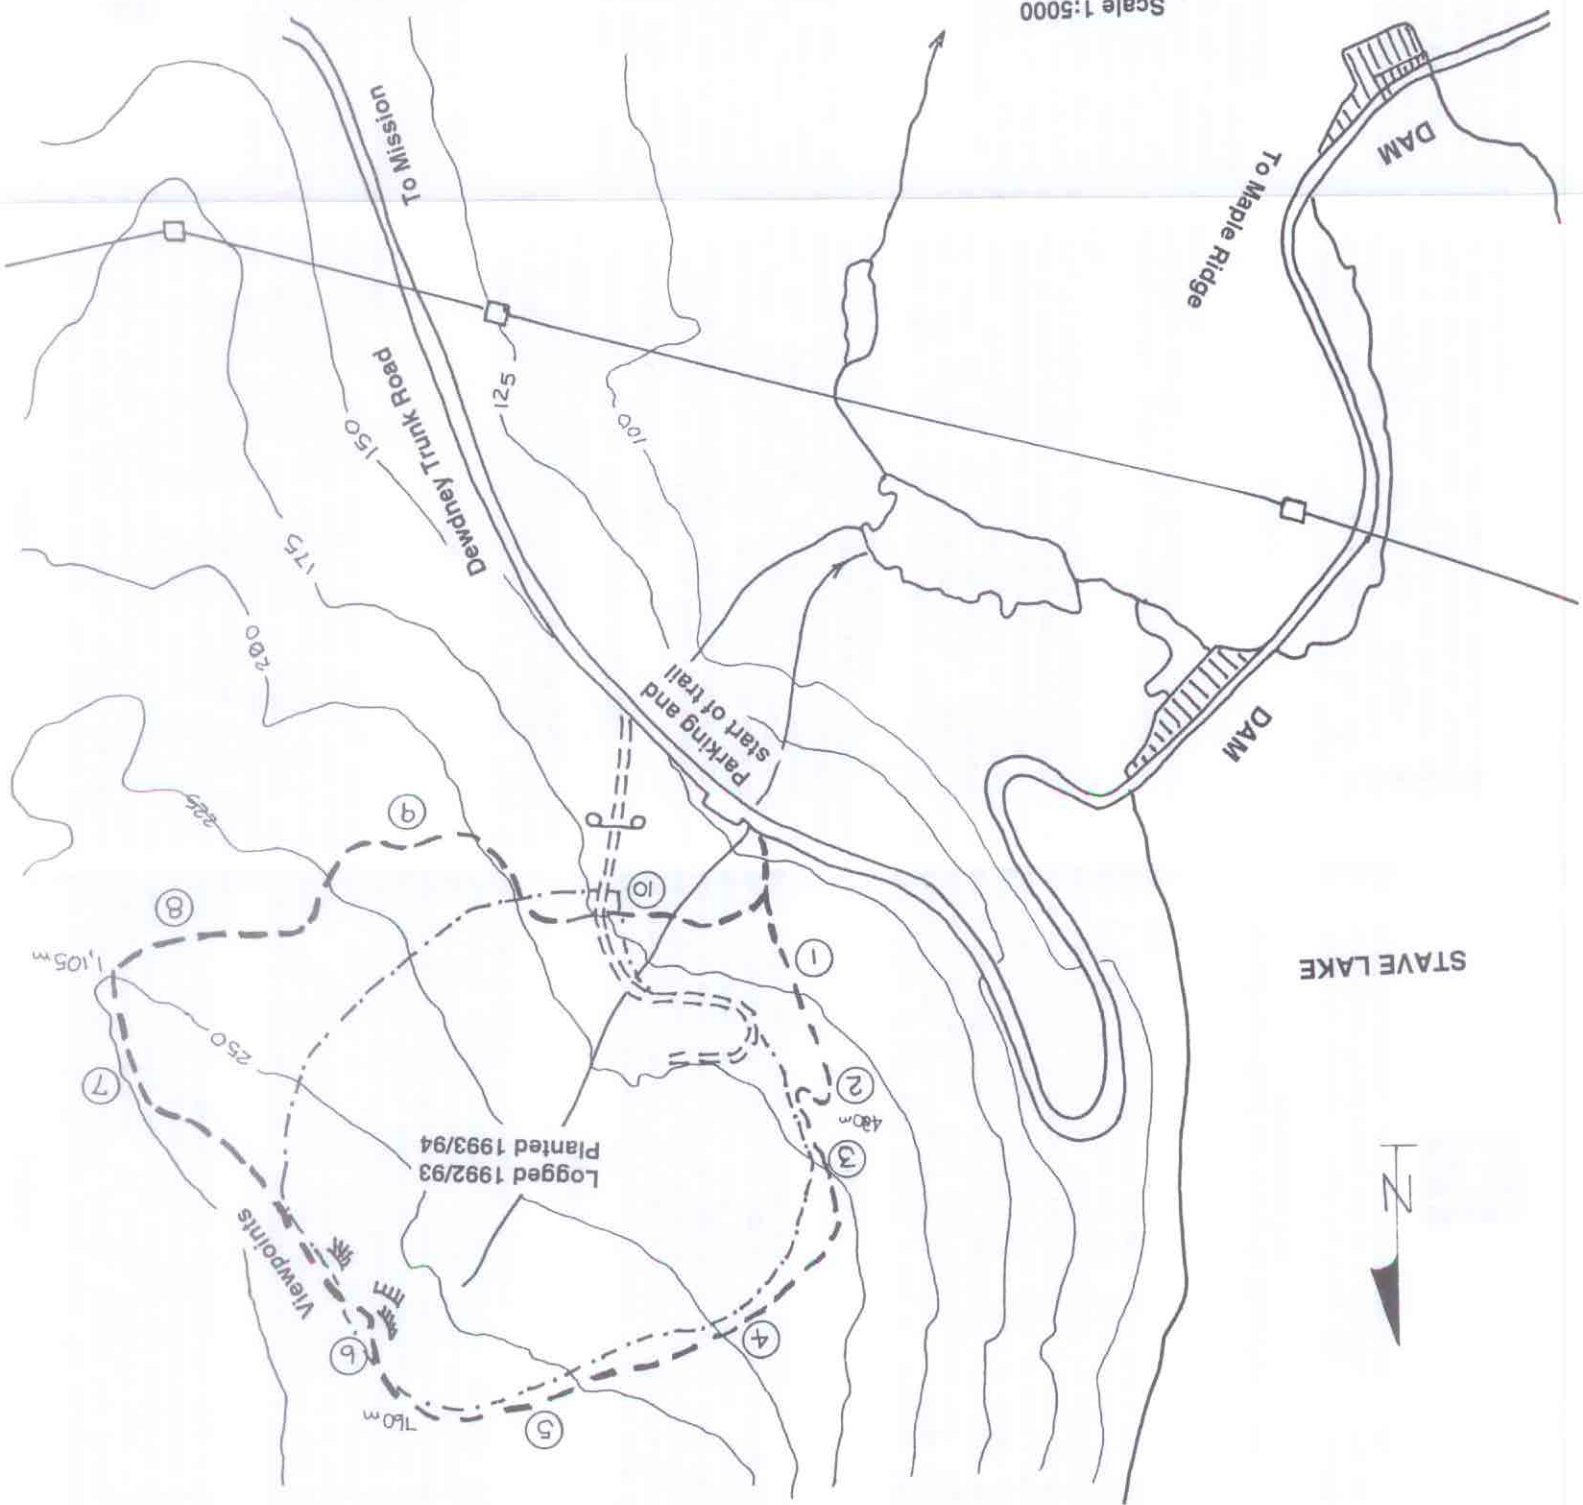 5
760m
6
4
N
Viewpoints
3
Logged 1992/93
Planted 1993/94
2
7
250
1
STAVE LAKE
1,105m
8
10
9
225
Parking and
start of trail
DAM
200
175
Dewdney Trunk Road
150
100
125
To Maple Ridge
To Mission
DAM
Scale 1:5000